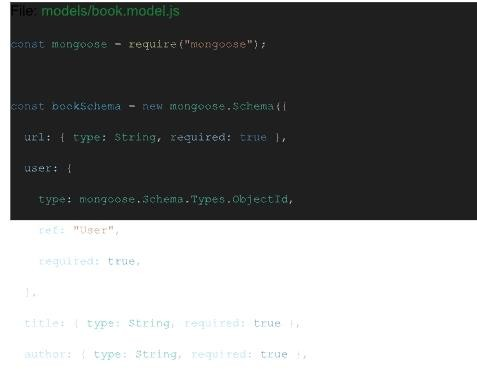 File: models/book.model.js
const mongoose = require("mongoose");
const bookSchema = new mongoose.Schema({
url: { type: String, required: true },
user: {
type: mongoose.Schema.Types.ObjectId,
ref: "User",
required: true,
},
title: { type: String, required: true },
author: { type: String, required: true },